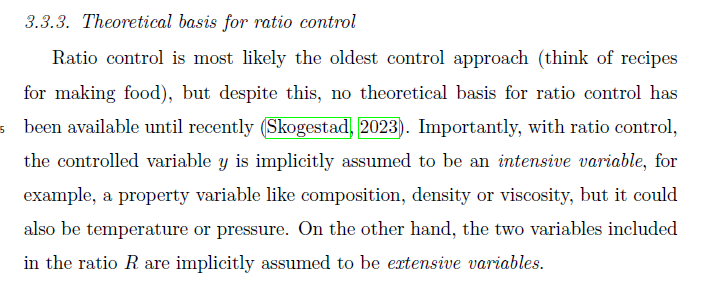 3.3.3. Theoretical basis for ratio control
Ratio control is most likely the oldest control approach (think of recipes
for making food), but despite this, no theoretical basis for ratio control has
5 been available until recently (Skogestad, 2023). Importantly, with ratio control,
the controlled variable y is implicitly assumed to be an intensive variable, for
example, a property variable like composition, density or viscosity, but it could
also be temperature or pressure. On the other hand, the two variables included
in the ratio R are implicitly assumed to be extensive variables.